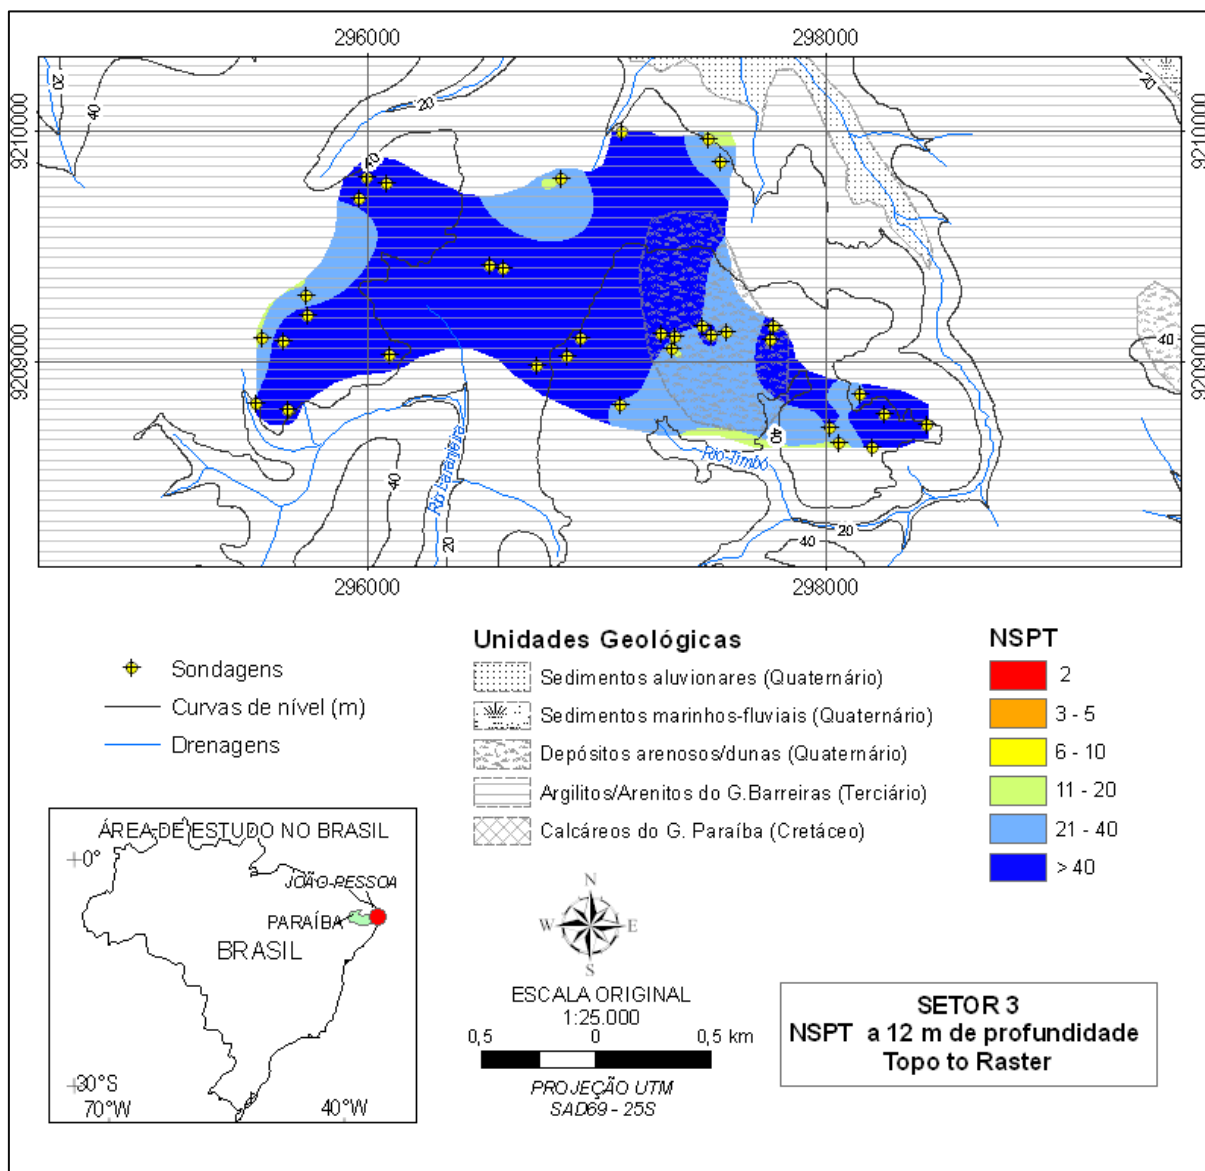 296000
298000
9210000
9210000
20
40
20
40
20
9209000
9209000
40
40
40
Rio Laranjeira
Rio Timbó
20
40
20
296000
298000
Sondagens
Curvas de nível (m)
Drenagens
Unidades Geológicas
Sedimentos aluvionares (Quaternário)
Sedimentos marinhos-fluviais (Quaternário)
Depósitos arenosos/dunas (Quaternário)
Argilitos/Arenitos do G.Barreiras (Terciário)
Calcáreos do G. Paraíba (Cretáceo)
NSPT
2
3 - 5
6 - 10
11 - 20
21 - 40
> 40
ÁREA DE ESTUDO NO BRASIL
0°
JOÃO PESSOA
PARAÍBA
BRASIL
30°S
70°W
40°W
N
W
E
S
ESCALA ORIGINAL
1:25.000
0,5
0
0,5 km
PROJEÇÃO UTM
SAD69 - 25S
SETOR 3
NSPT a 12 m de profundidade
Topo to Raster